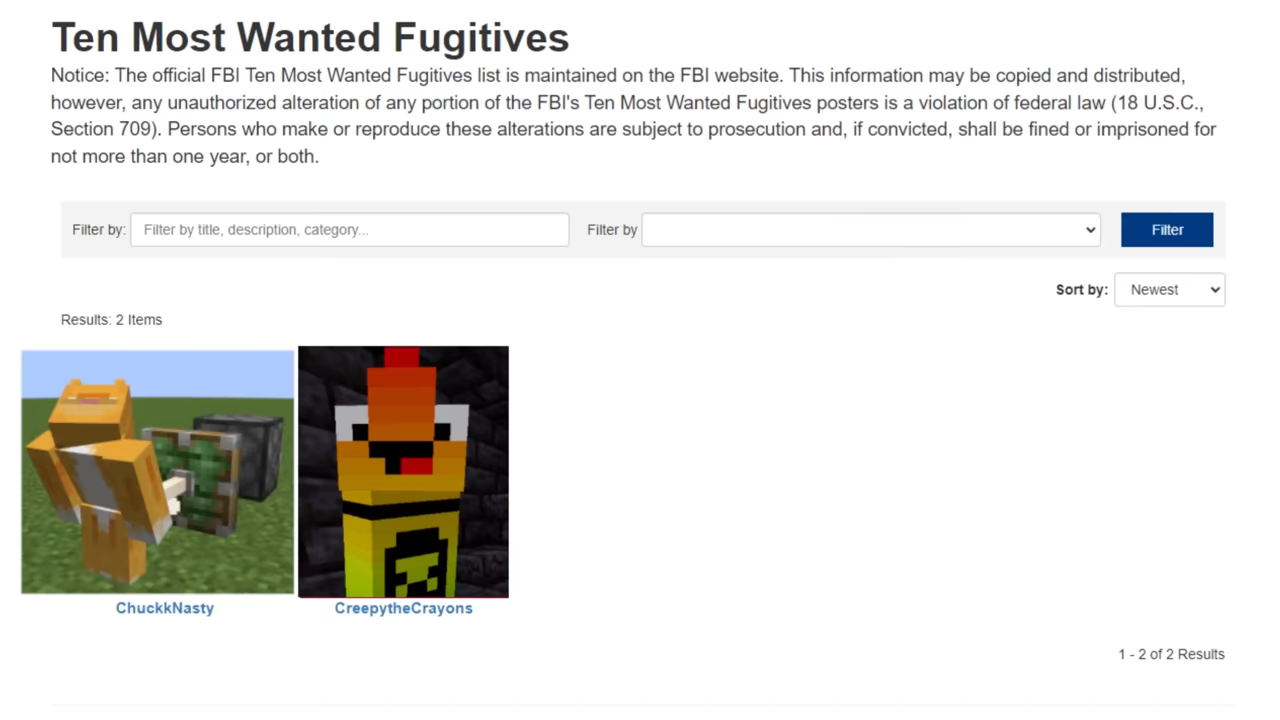 Ten Most Wanted Fugitives
Notice: The official FBI Ten Most Wanted Fugitives list is maintained on the FBI website. This information may be copied and distributed,
however, any unauthorized alteration of any portion of the FBI's Ten Most Wanted Fugitives posters is a violation of federal law (18 U.S.C.,
Section 709). Persons who make or reproduce these alterations are subject to prosecution and, if convicted, shall be fined or imprisoned for
not more than one year, or both.
Filter by: Filter by title, description, category... Filter by Filter
Sort by: Newest
Results: 2 Items
ChuckkNasty CreepytheCrayons
1 - 2 of 2 Results